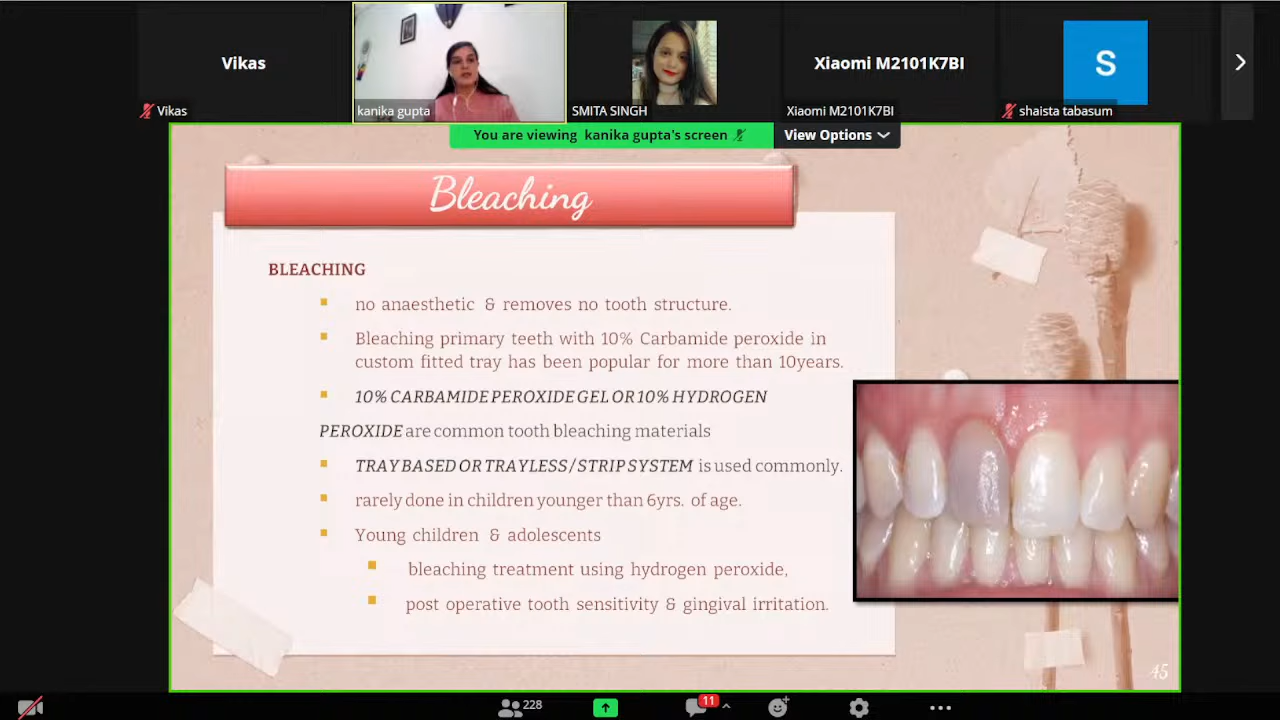 Vikas
Vikas
kanika gupta
SMITA SINGH
Xiaomi M2101K7BI
Xiaomi M2101K7BI
S
shaista tabasum
You are viewing kanika gupta's screen
View Options
Bleaching
BLEACHING
no anaesthetic & removes no tooth structure.
Bleaching primary teeth with 10% Carbamide peroxide in
custom fitted tray has been popular for more than 10years.
10% CARBAMIDE PEROXIDE GEL OR 10% HYDROGEN
PEROXIDE are common tooth bleaching materials
TRAY BASED OR TRAYLESS / STRIP SYSTEM is used commonly.
rarely done in children younger than 6yrs. of age.
Young children & adolescents
bleaching treatment using hydrogen peroxide,
post operative tooth sensitivity & gingival irritation.
45
228
11